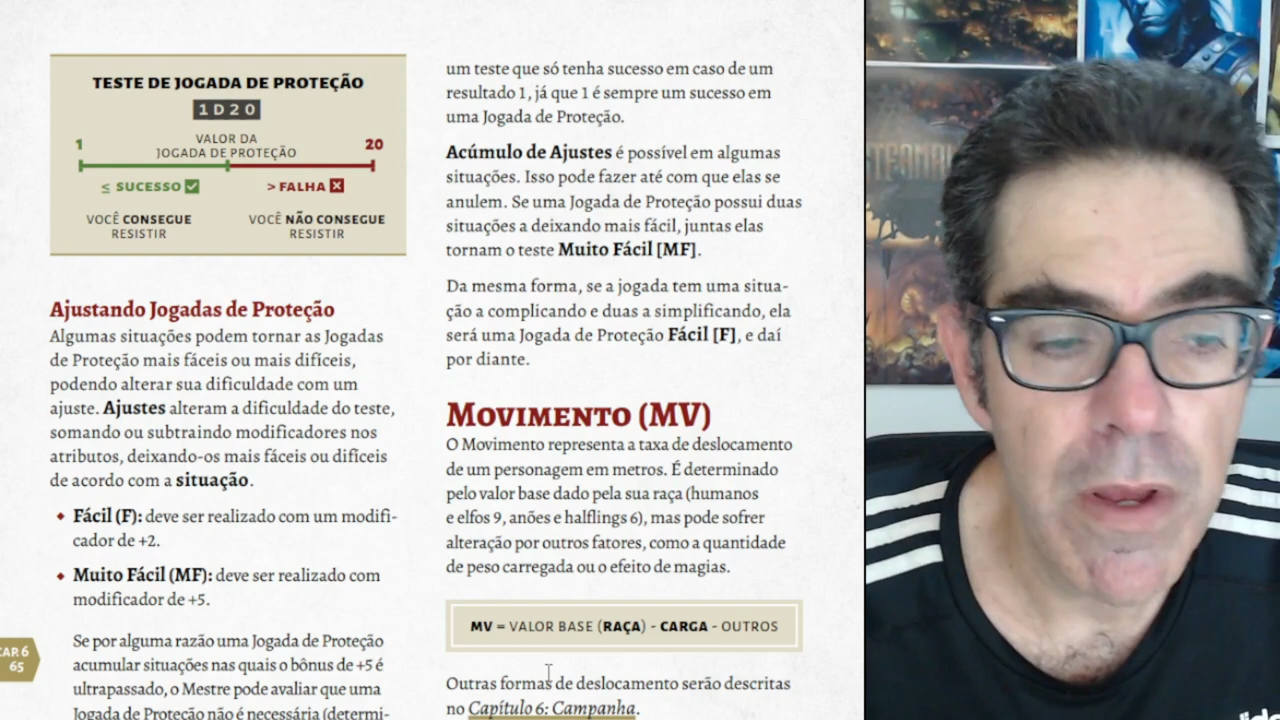 TESTE DE JOGADA DE PROTEÇÃO
1D20
1
VALOR DA
JOGADA DE PROTEÇÃO
20
≤ SUCESSO
> FALHA
VOCÊ CONSEGUE
RESISTIR
VOCÊ NÃO CONSEGUE
RESISTIR
Ajustando Jogadas de Proteção
Algumas situações podem tornar as Jogadas
de Proteção mais fáceis ou mais difíceis,
podendo alterar sua dificuldade com um
ajuste. Ajustes alteram a dificuldade do teste,
somando ou subtraindo modificadores nos
atributos, deixando-os mais fáceis ou difíceis
de acordo com a situação.
Fácil (F): deve ser realizado com um modifi-
cador de +2.
Muito Fácil (MF): deve ser realizado com
modificador de +5.
Se por alguma razão uma Jogada de Proteção
acumular situações nas quais o bônus de +5 é
ultrapassado, o Mestre pode avaliar que uma
Jogada de Proteção não é necessária (determi-
CAP. 6
65
um teste que só tenha sucesso em caso de um
resultado 1, já que 1 é sempre um sucesso em
uma Jogada de Proteção.
Acúmulo de Ajustes é possível em algumas
situações. Isso pode fazer até com que elas se
anulem. Se uma Jogada de Proteção possui duas
situações a deixando mais fácil, juntas elas
tornam o teste Muito Fácil [MF].
Da mesma forma, se a jogada tem uma situa-
ção a complicando e duas a simplificando, ela
será uma Jogada de Proteção Fácil [F], e daí
por diante.
MOVIMENTO (MV)
O Movimento representa a taxa de deslocamento
de um personagem em metros. É determinado
pelo valor base dado pela sua raça (humanos
e elfos 9, anões e halflings 6), mas pode sofrer
alteração por outros fatores, como a quantidade
de peso carregada ou o efeito de magias.
MV = VALOR BASE (RAÇA) - CARGA - OUTROS
Outras formas de deslocamento serão descritas
no Capítulo 6: Campanha.